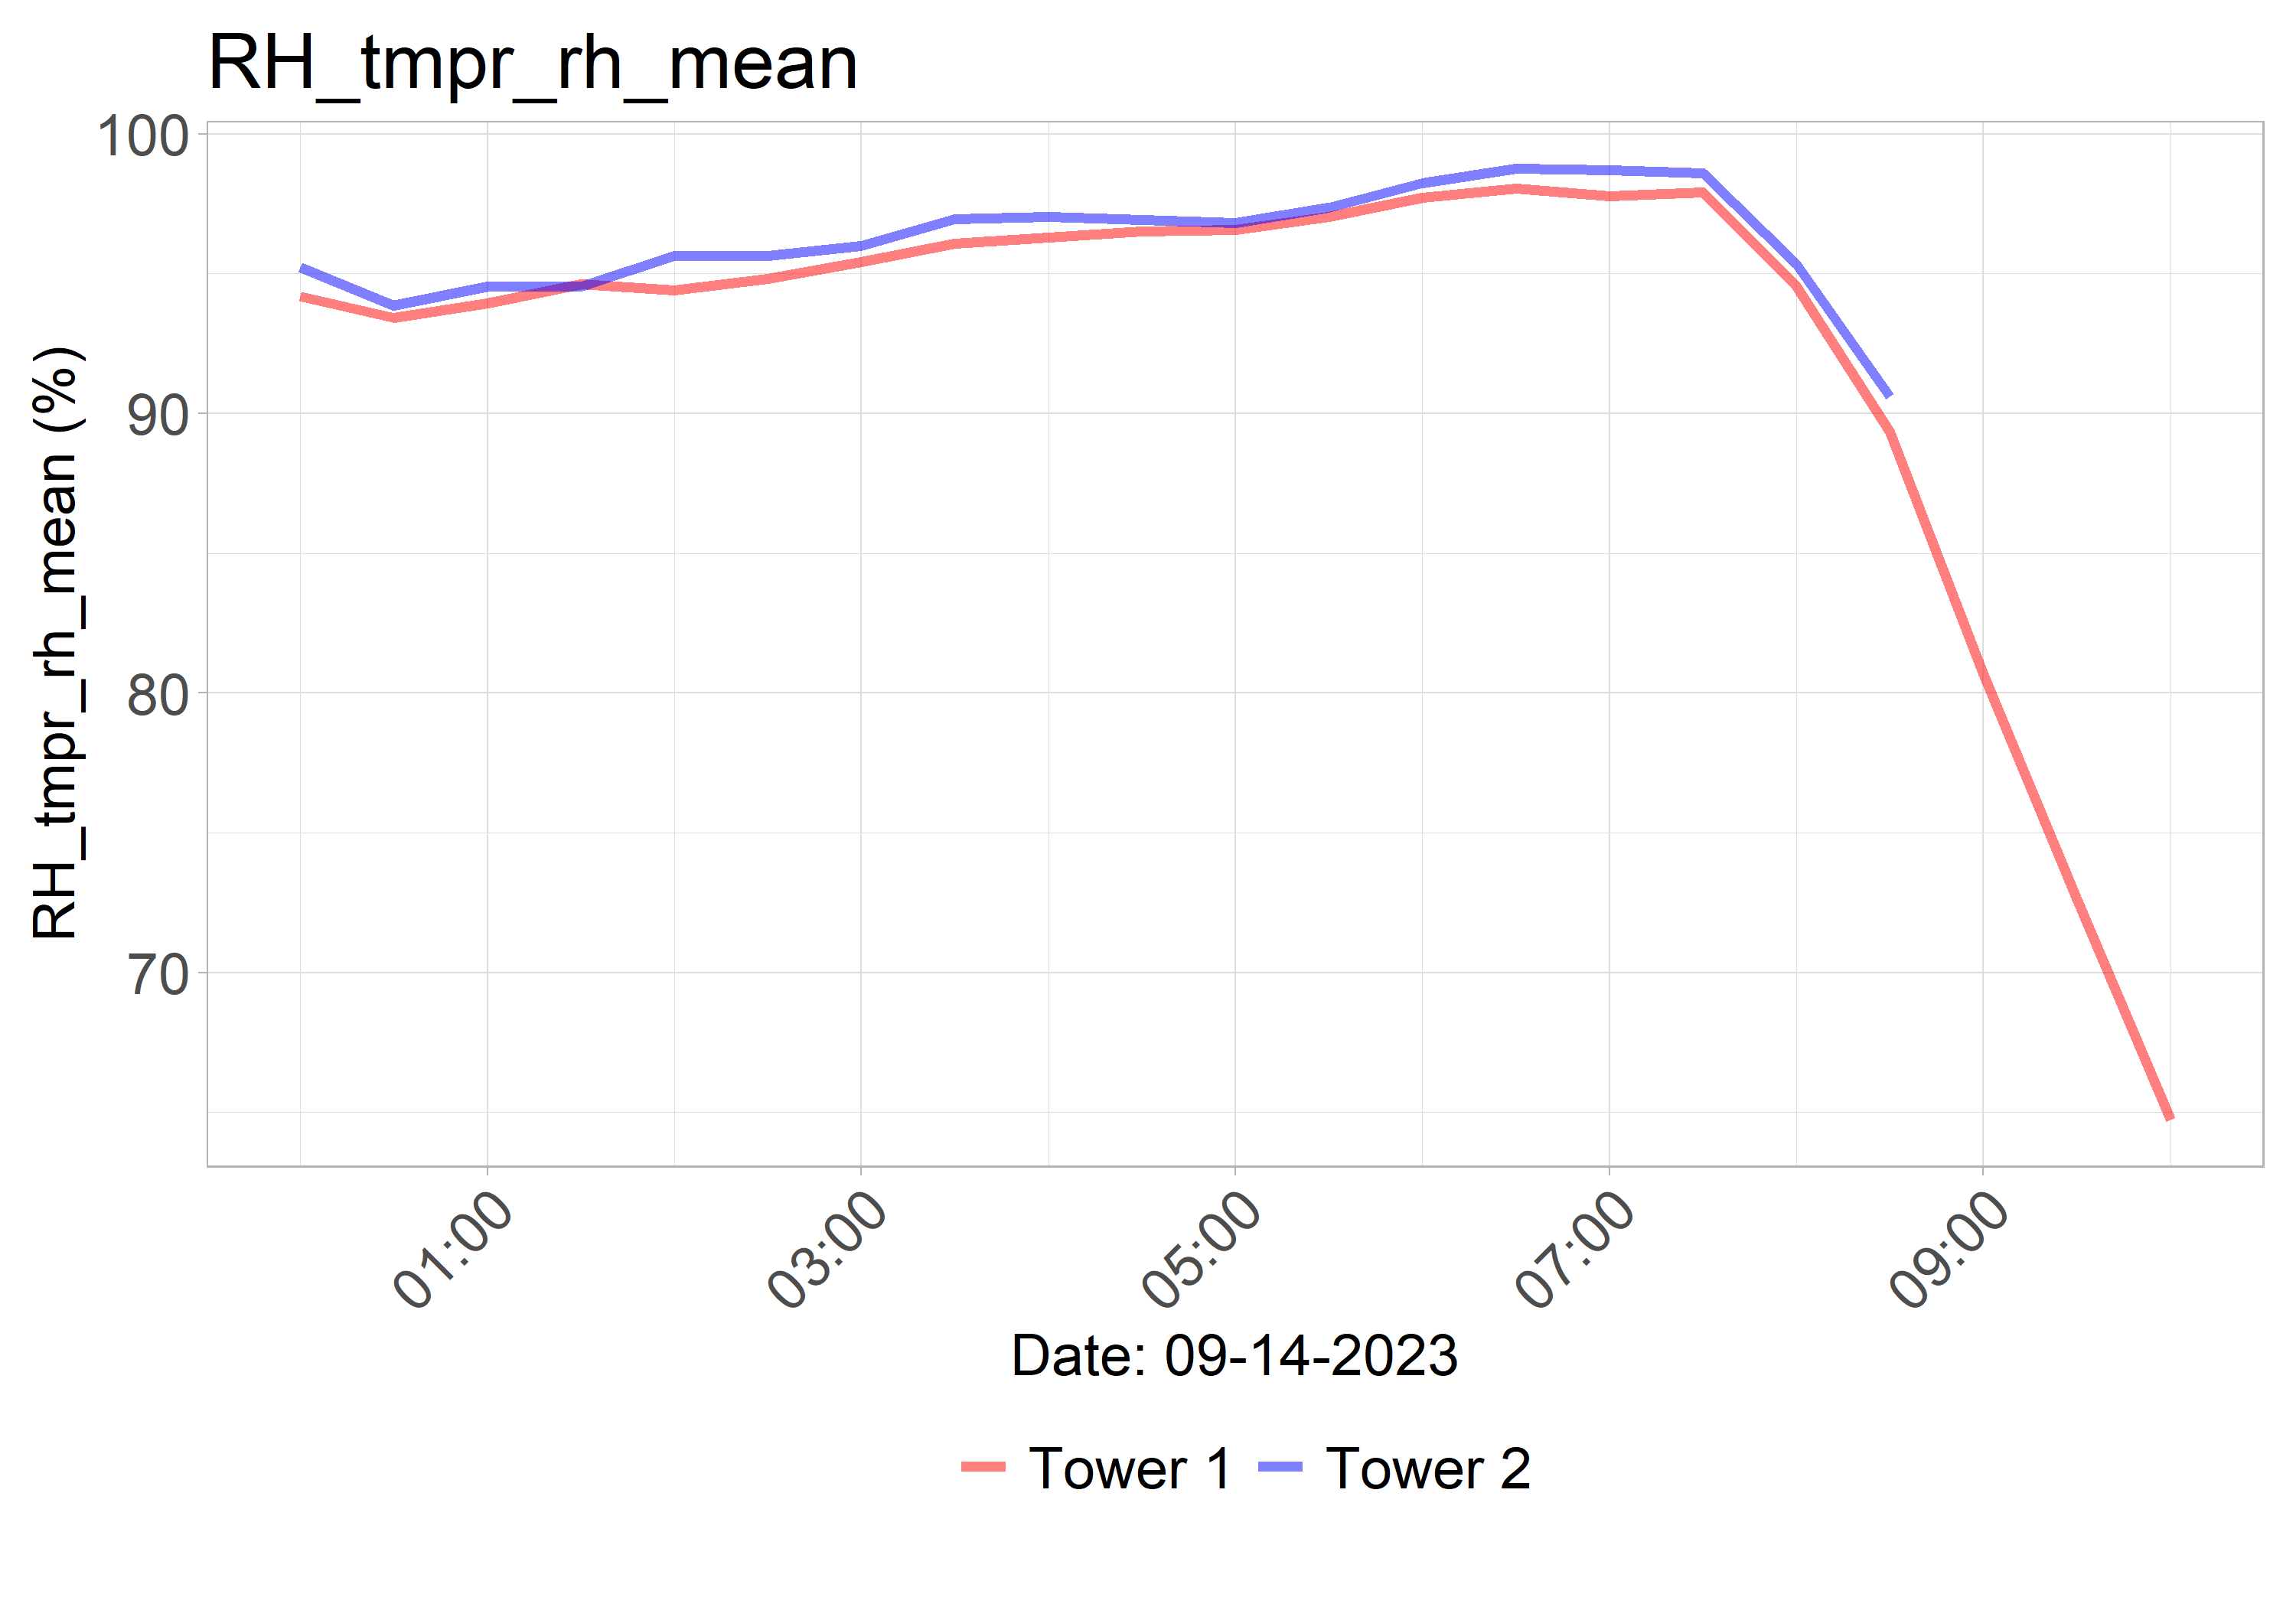 RH_tmpr_rh_mean
RH_tmpr_rh_mean (%)
100
90
80
70
01:00
03:00
05:00
07:00
09:00
Date: 09-14-2023
Tower 1
Tower 2